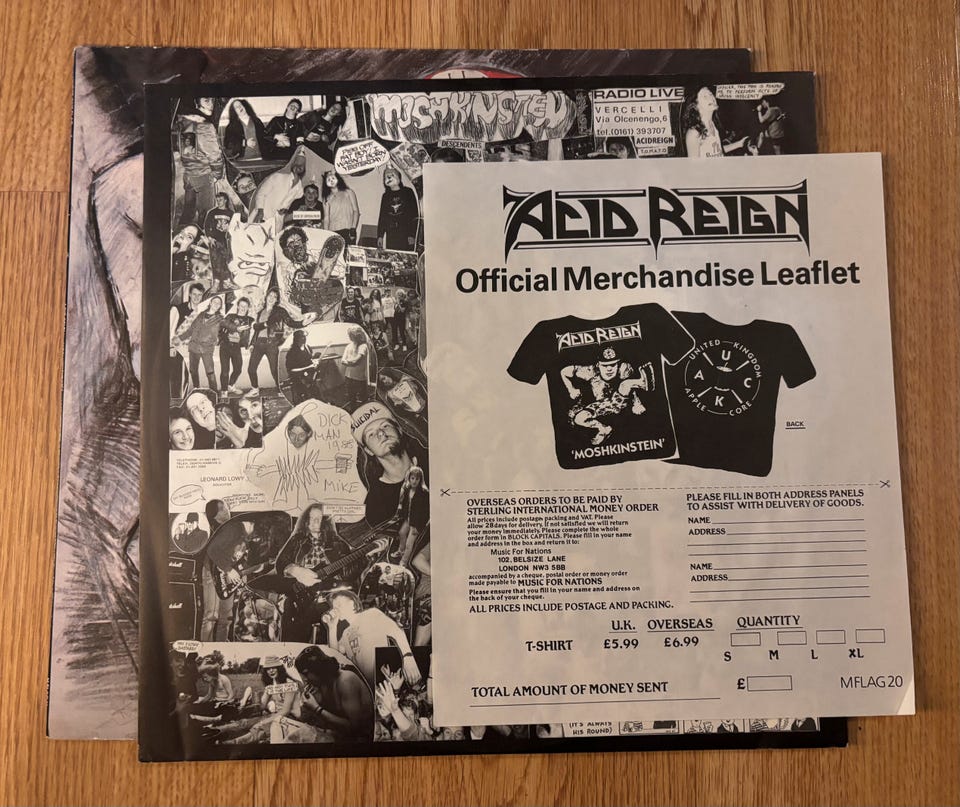 MOSHKINSTEIN
RADIO LIVE
VERCELLI
Via Olcenengo,6
tel.(0161) 393707
ACIDREIGN
T.O.M.A.T.O
DESCENDENTS
DICK
MAN
1985
MIKE
SUICIDAL
LEONARD LOWY
SOLICITOR
Marshall
(IT'S ALWAYS
HIS ROUND)
ACID REIGN
Official Merchandise Leaflet
ACID REIGN
'MOSHKINSTEIN'
UNITED KINGDOM
U
A C
K
APPLE CORE
BACK
OVERSEAS ORDERS TO BE PAID BY
STERLING INTERNATIONAL MONEY ORDER
All prices include postage packing and VAT. Please
allow 28days for delivery. If not satisfied we will return
your money immediately. Please complete the whole
order form in BLOCK CAPITALS. Please fill in your name
and address in the box and return it to:
Music For Nations
102, BELSIZE LANE
LONDON NW3 5BB
accompanied by a cheque, postal order or money order
made payable to MUSIC FOR NATIONS
Please ensure that you fill in your name and address on
the back of your cheque.
ALL PRICES INCLUDE POSTAGE AND PACKING.
PLEASE FILL IN BOTH ADDRESS PANELS
TO ASSIST WITH DELIVERY OF GOODS.
NAME
ADDRESS
NAME
ADDRESS
U.K. OVERSEAS QUANTITY
T-SHIRT £5.99 £6.99
S M L XL
TOTAL AMOUNT OF MONEY SENT £
MFLAG 20